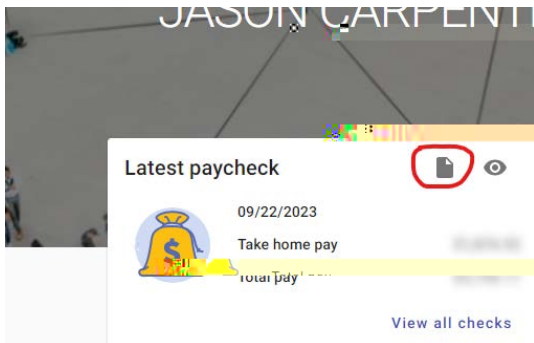 JASON CARPENT
Latest paycheck
09/22/2023
Take home pay
Total pay
View all checks